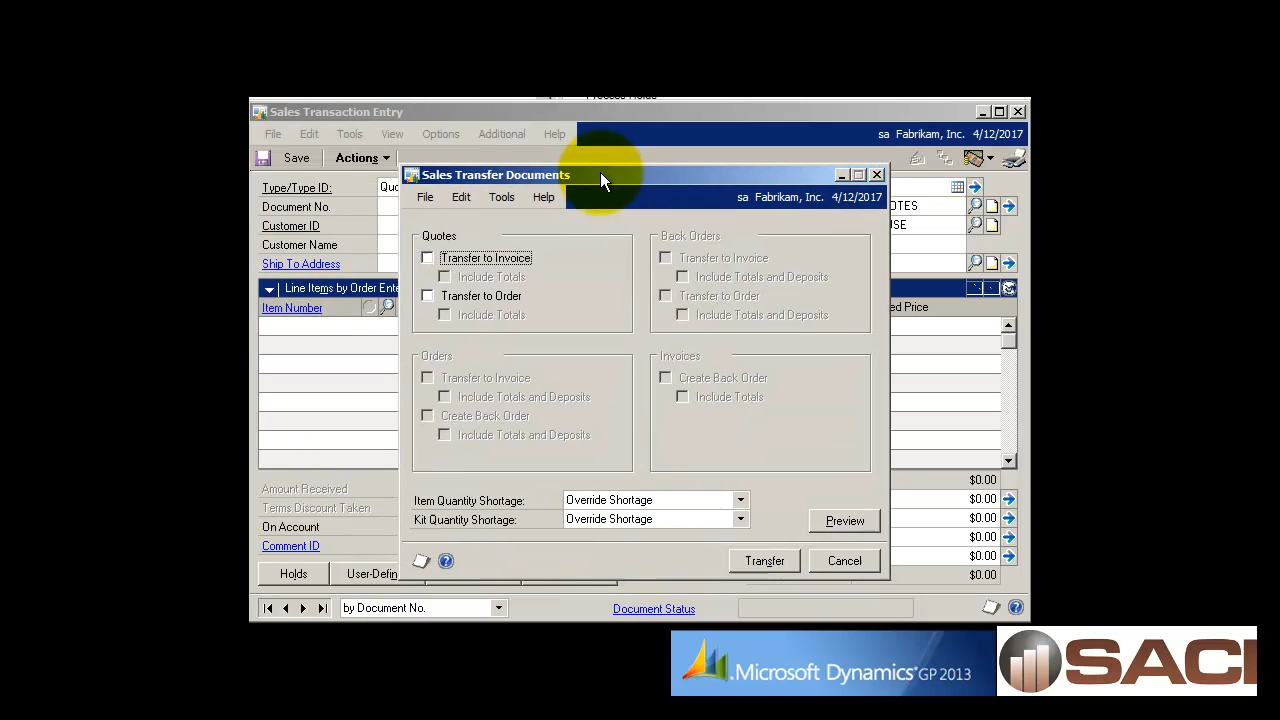 Sales Transaction Entry
File Edit Tools View Options Additional Help sa Fabrikam, Inc. 4/12/2017
Save Actions
Type/Type ID: Quo
Document No. OTES
Customer ID USE
Customer Name
Ship To Address
Line Items by Order Ente
Item Number ed Price
Amount Received $0.00
Terms Discount Taken $0.00
On Account $0.00
Comment ID $0.00
$0.00
$0.00
Holds User-Defin
by Document No. Document Status
Sales Transfer Documents
File Edit Tools Help sa Fabrikam, Inc. 4/12/2017
Quotes
Transfer to Invoice
Include Totals
Transfer to Order
Include Totals
Back Orders
Transfer to Invoice
Include Totals and Deposits
Transfer to Order
Include Totals and Deposits
Orders
Transfer to Invoice
Include Totals and Deposits
Create Back Order
Include Totals and Deposits
Invoices
Create Back Order
Include Totals
Item Quantity Shortage: Override Shortage
Kit Quantity Shortage: Override Shortage
Preview
Transfer Cancel
Microsoft Dynamics GP 2013
SACI